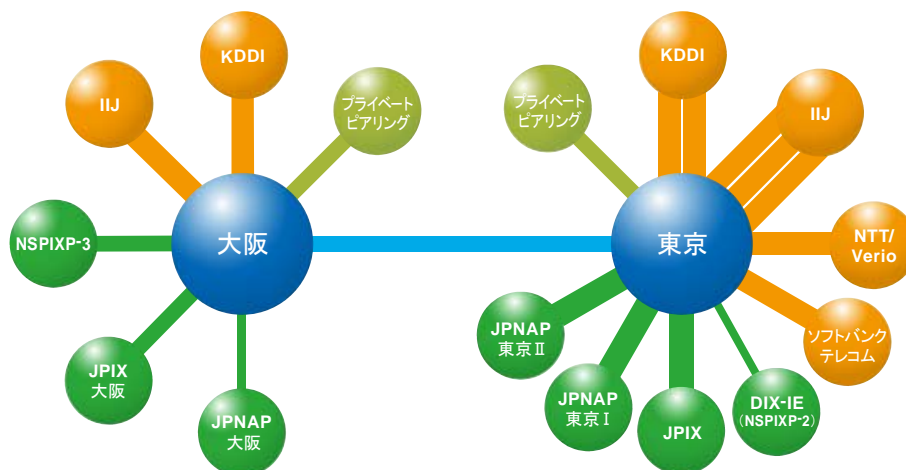 KDDI
IIJ
プライベート
ピアリング
NSPIXP-3
大阪
JPIX
大阪
JPNAP
大阪
KDDI
プライベート
ピアリング
IIJ
東京
NTT/
Verio
ソフトバンク
テレコム
JPNAP
東京Ⅱ
JPNAP
東京Ⅰ
JPIX
DIX-IE
(NSPIXP-2)